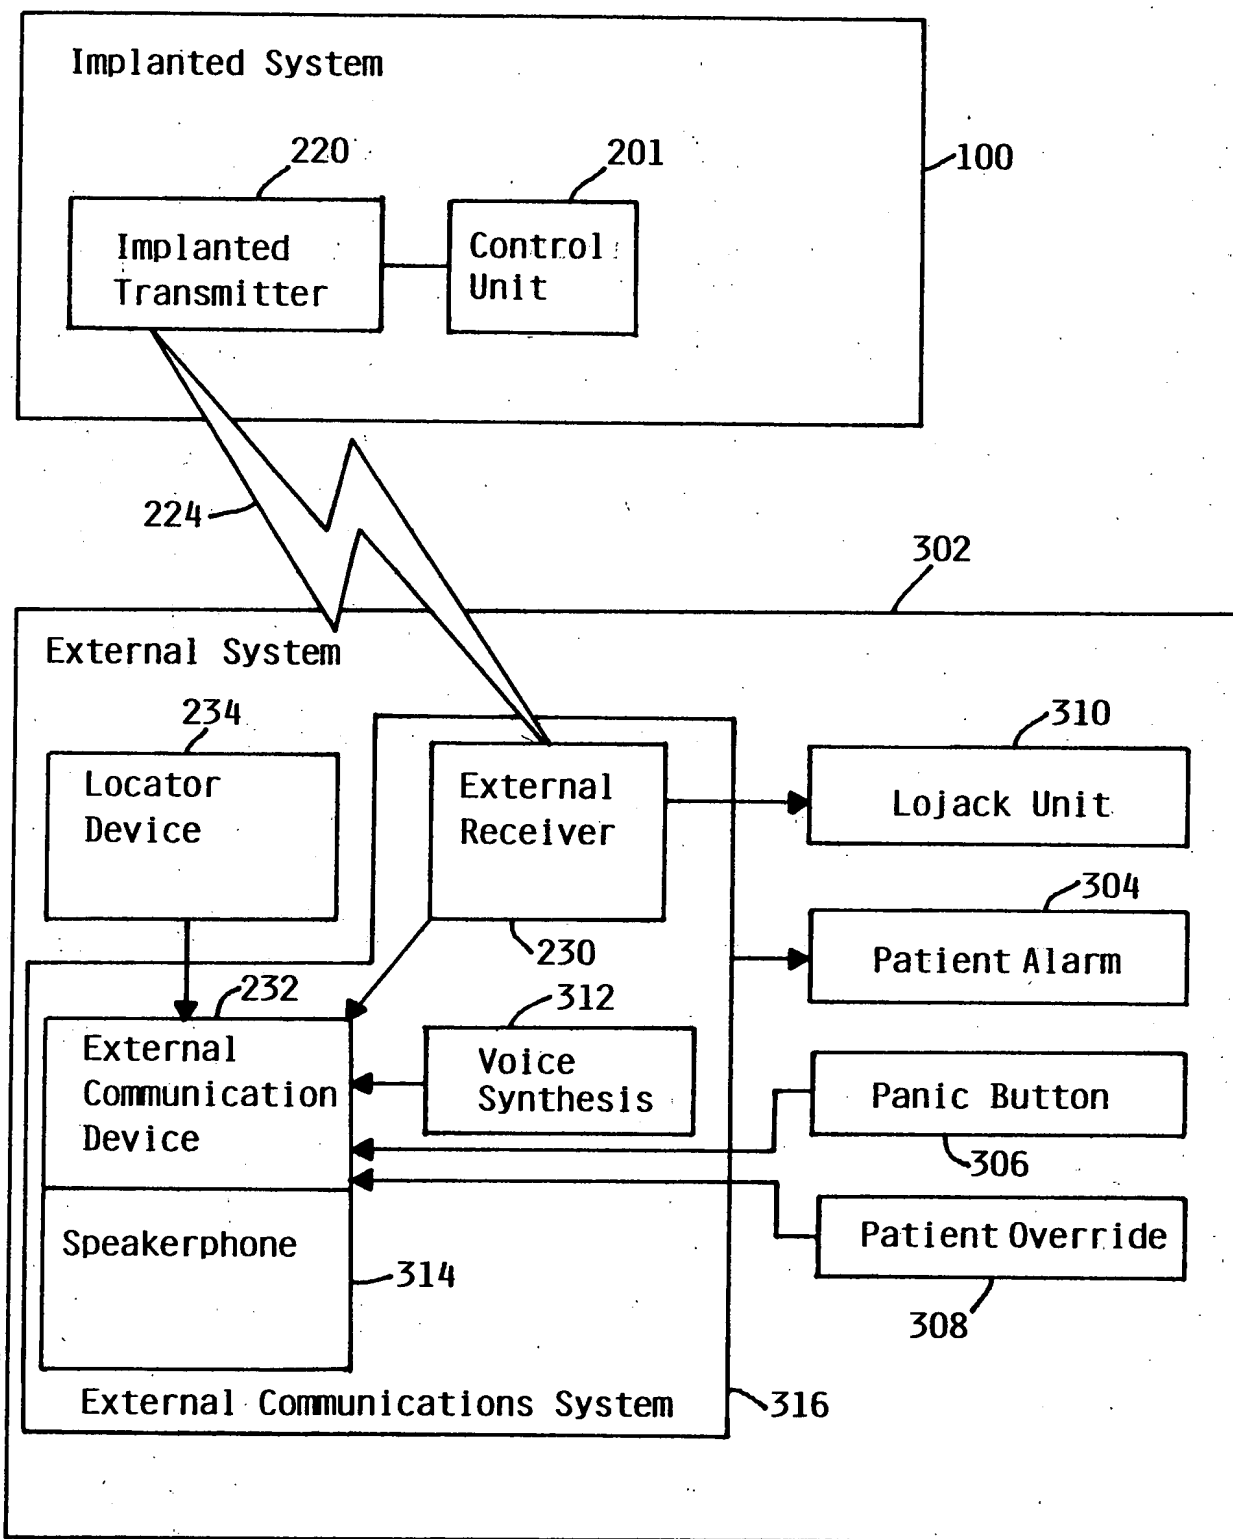 Implanted System
220
201
100
Implanted
Transmitter
Control
Unit
224
302
External System
234
310
Locator
Device
External
Receiver
Lojack Unit
304
230
Patient Alarm
232
312
External
Communication
Device
Voice
Synthesis
Panic Button
306
Speakerphone
Patient Override
314
308
External Communications System
316